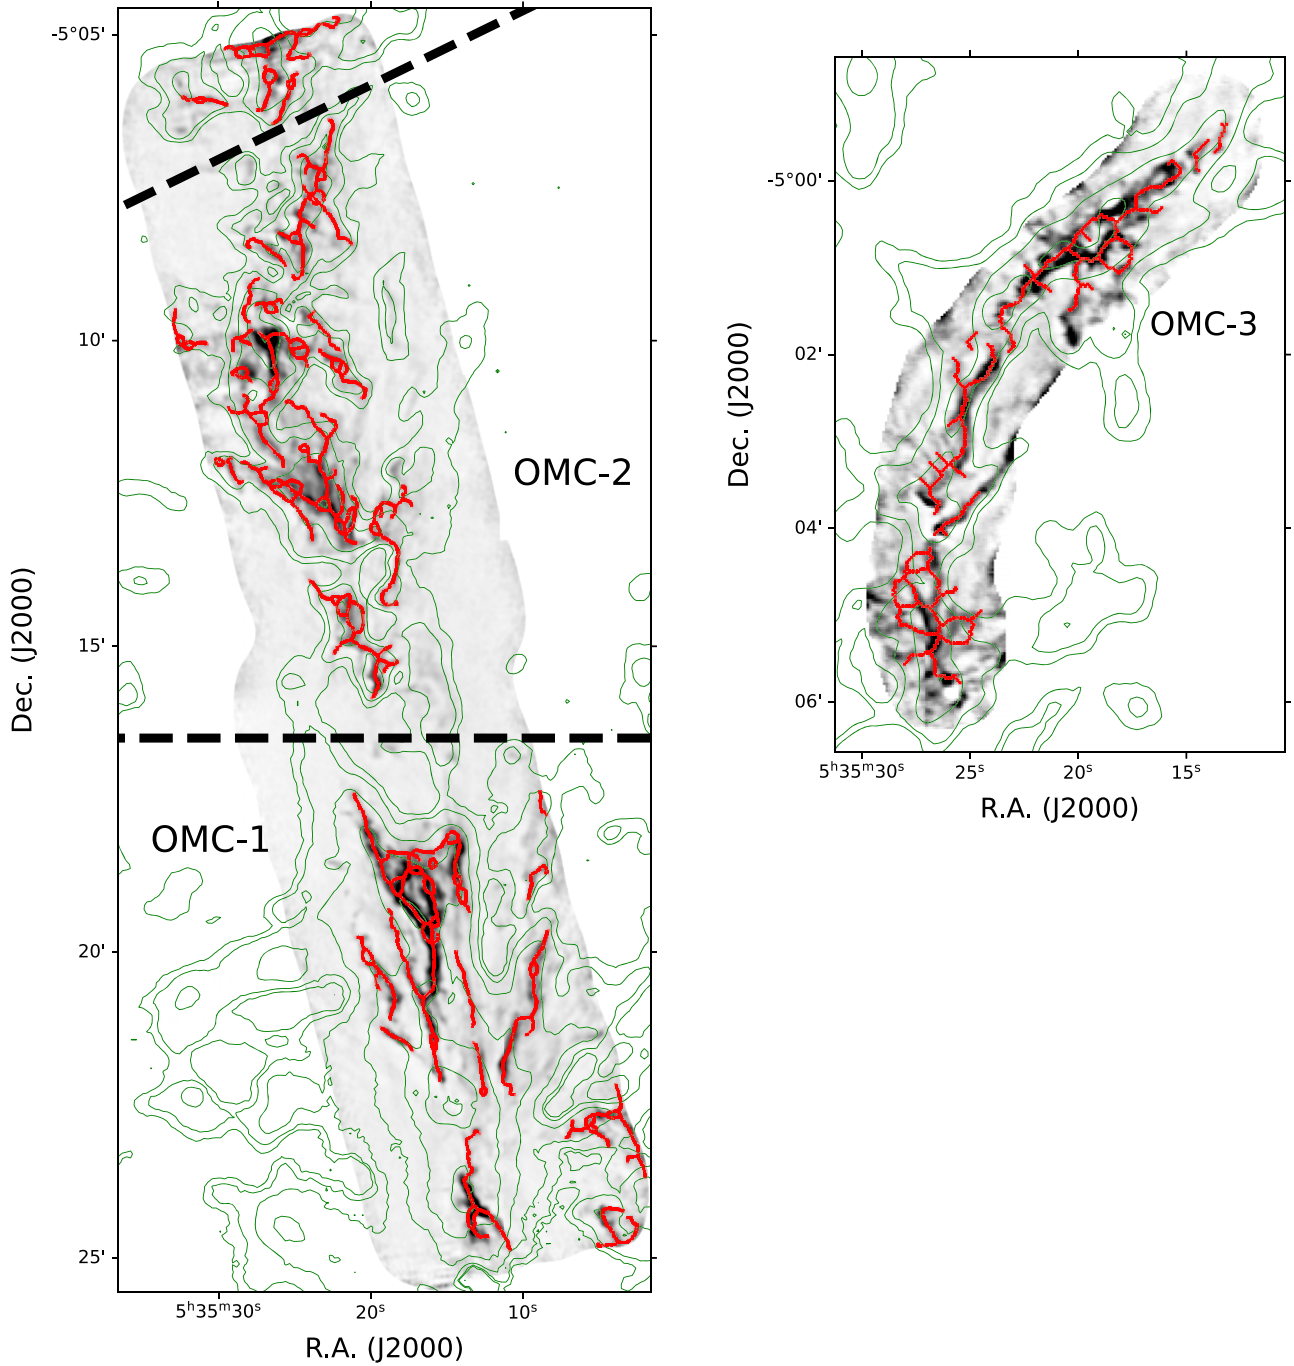 -5°05'
10'
15'
20'
25'
Dec. (J2000)
OMC-2
OMC-1
5ʰ35ᵐ30ˢ 20ˢ 10ˢ
R.A. (J2000)
-5°00'
02'
04'
06'
Dec. (J2000)
OMC-3
5ʰ35ᵐ30ˢ 25ˢ 20ˢ 15ˢ
R.A. (J2000)